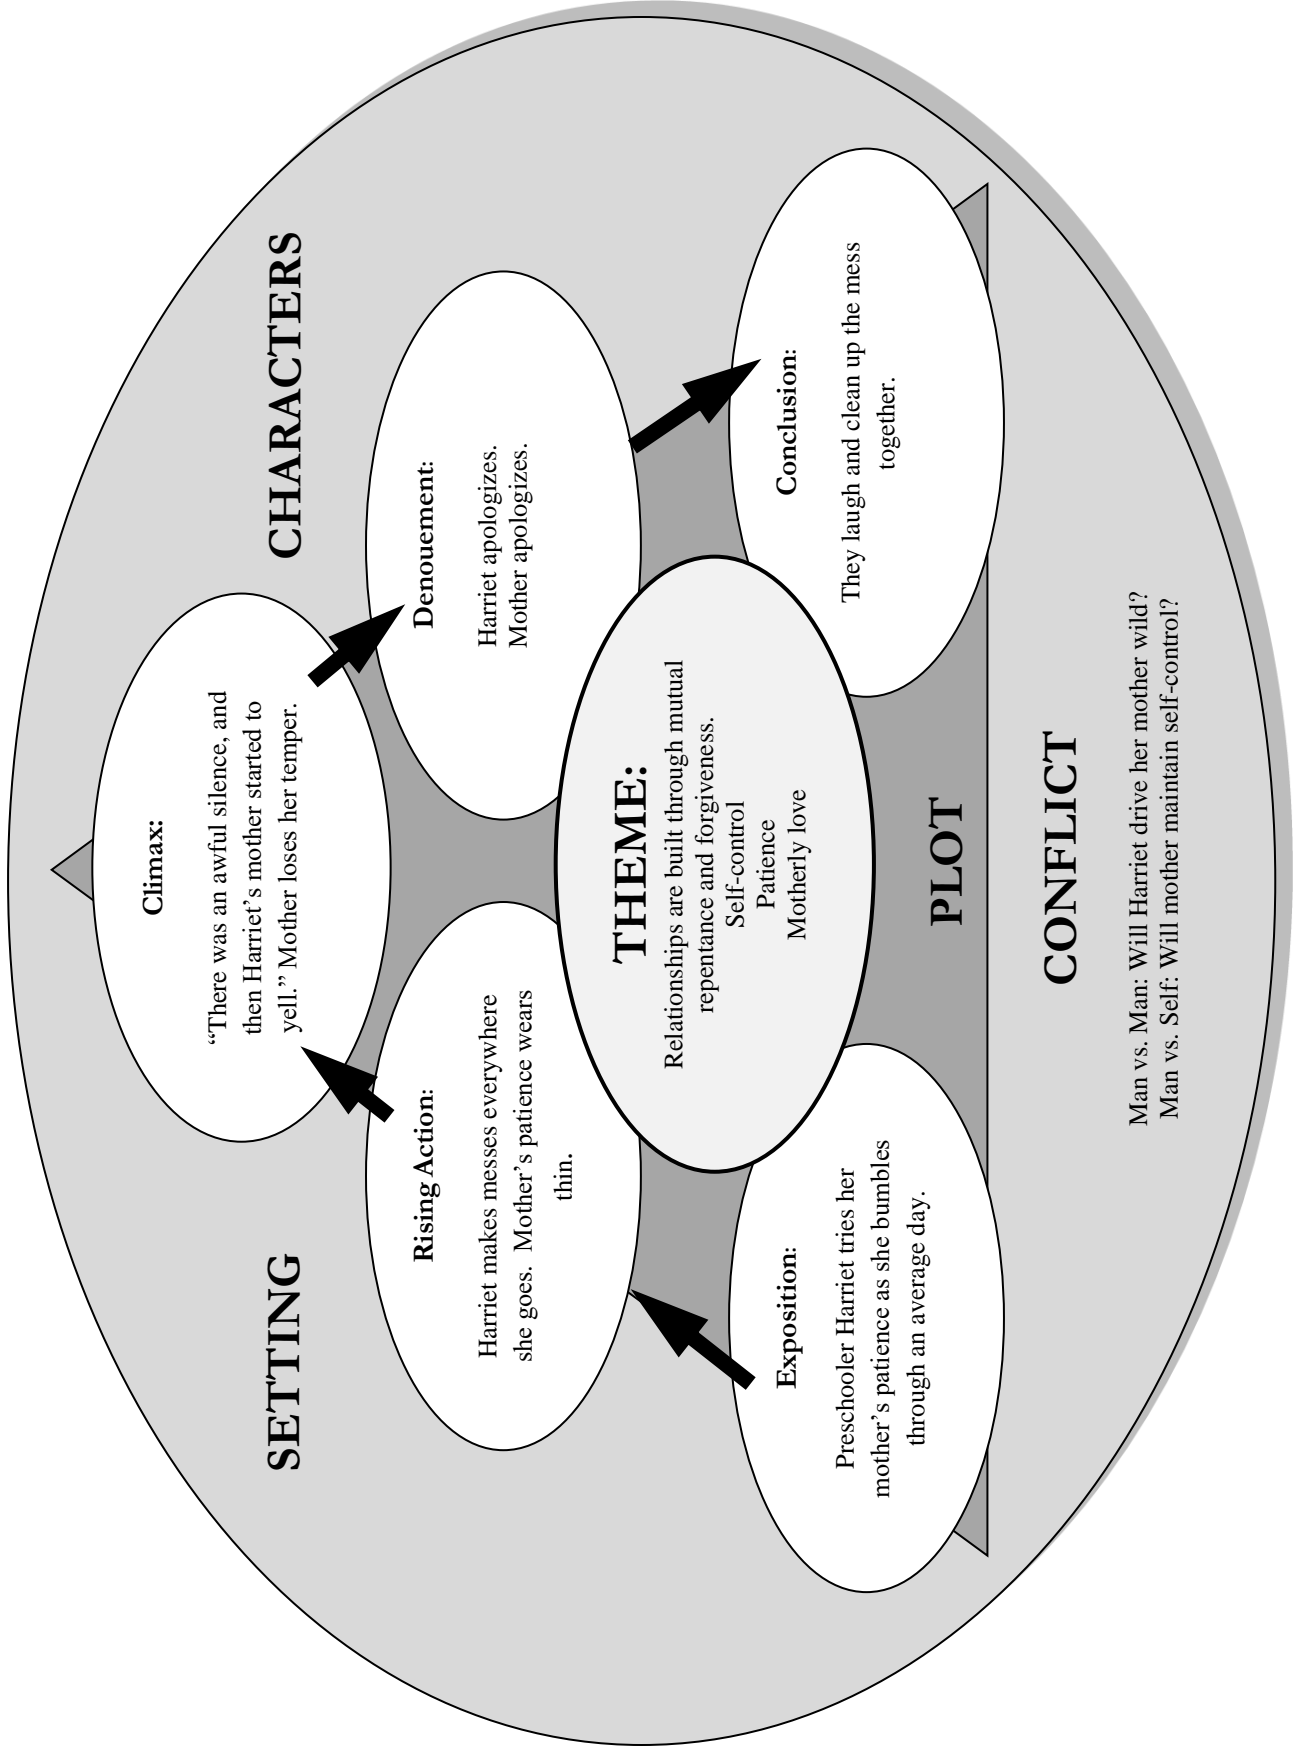 SETTING
CHARACTERS
Climax:
“There was an awful silence, and
then Harriet’s mother started to
yell.” Mother loses her temper.
Rising Action:
Harriet makes messes everywhere
she goes.  Mother’s patience wears
thin.
Denouement:
Harriet apologizes.
Mother apologizes.
THEME:
Relationships are built through mutual
repentance and forgiveness.
Self-control
Patience
Motherly love
Exposition:
Preschooler Harriet tries her
mother’s patience as she bumbles
through an average day.
Conclusion:
They laugh and clean up the mess
together.
PLOT
CONFLICT
Man vs. Man: Will Harriet drive her mother wild?
Man vs. Self: Will mother maintain self-control?